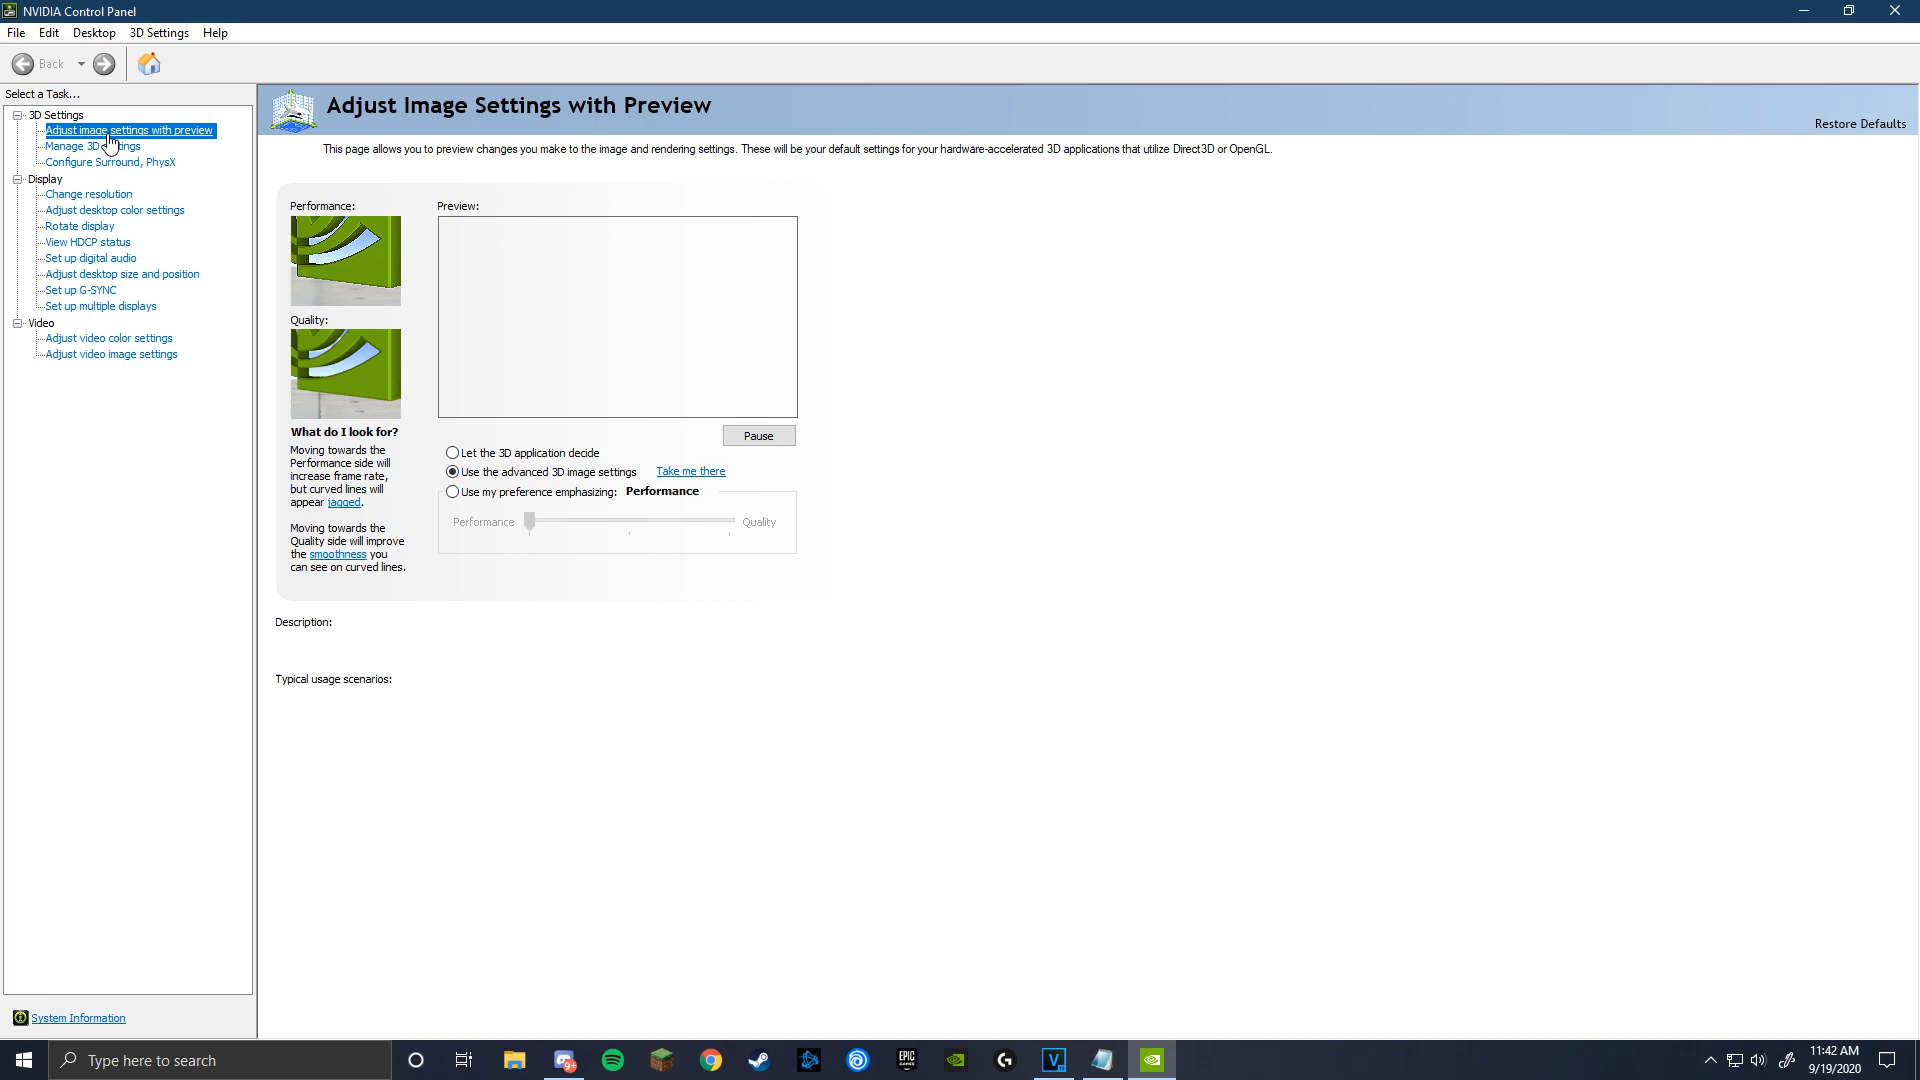 NVIDIA Control Panel
File Edit Desktop 3D Settings Help
Back
Select a Task...
3D Settings
Adjust image settings with preview
Manage 3D
Configure Surround, PhysX
Display
Change resolution
Adjust desktop color settings
Rotate display
View HDCP status
Set up digital audio
Adjust desktop size and position
Set up G-SYNC
Set up multiple displays
Video
Adjust video color settings
Adjust video image settings
System Information
Adjust Image Settings with Preview
Restore Defaults
This page allows you to preview changes you make to the image and rendering settings. These will be your default settings for your hardware-accelerated 3D applications that utilize Direct3D or OpenGL.
Performance:
Quality:
What do I look for?
Moving towards the
Performance side will
increase frame rate,
but curved lines will
appear jagged.
Moving towards the
Quality side will improve
the smoothness you
can see on curved lines.
Preview:
Pause
Let the 3D application decide
Use the advanced 3D image settings Take me there
Use my preference emphasizing: Performance
Performance Quality
Description:
Typical usage scenarios:
Type here to search
9+
EPIC
GAMES
V
11:42 AM
9/19/2020